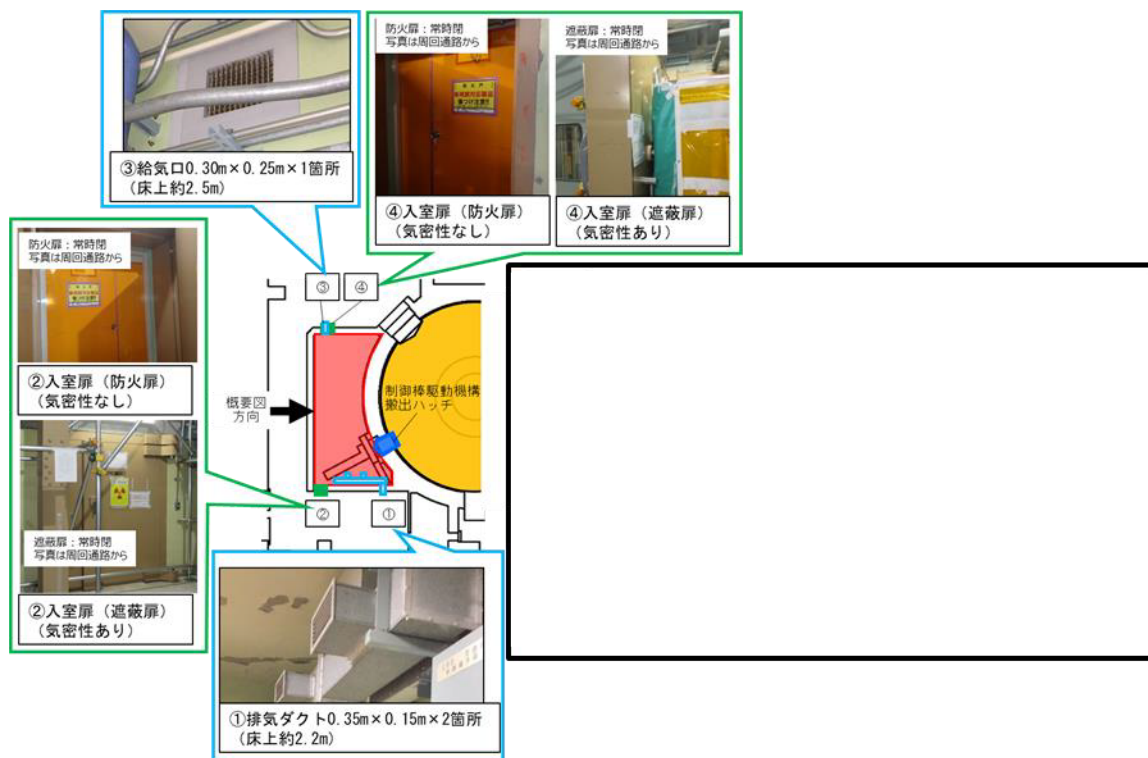 ③給気口0.30m×0.25m×1箇所
（床上約2.5m）
防火扉：常時閉
写真は周回通路から
④入室扉（防火扉）
（気密性なし）
遮蔽扉：常時閉
写真は周回通路から
④入室扉（遮蔽扉）
（気密性あり）
防火扉：常時閉
写真は周回通路から
②入室扉（防火扉）
（気密性なし）
遮蔽扉：常時閉
写真は周回通路から
②入室扉（遮蔽扉）
（気密性あり）
③
④
概要図
方向
制御棒駆動機構
搬出ハッチ
②
①
①排気ダクト0.35m×0.15m×2箇所
（床上約2.2m）